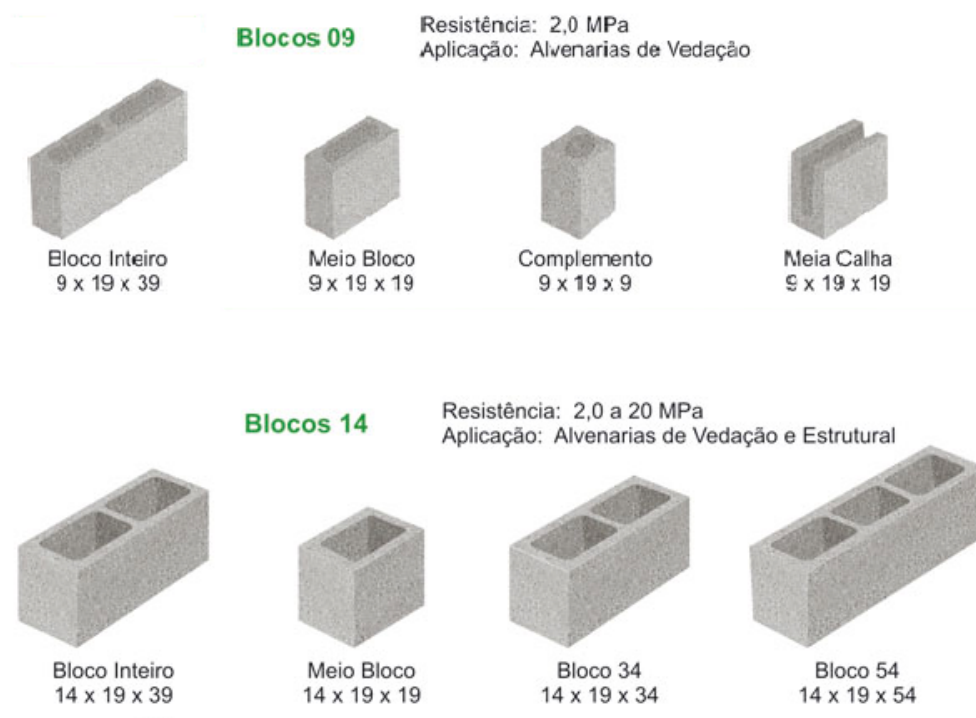 Blocos 09
Resistência: 2,0 MPa
Aplicação: Alvenarias de Vedação
Bloco Inteiro
9 x 19 x 39
Meio Bloco
9 x 19 x 19
Complemento
9 x 19 x 9
Meia Calha
9 x 19 x 19
Blocos 14
Resistência: 2,0 a 20 MPa
Aplicação: Alvenarias de Vedação e Estrutural
Bloco Inteiro
14 x 19 x 39
Meio Bloco
14 x 19 x 19
Bloco 34
14 x 19 x 34
Bloco 54
14 x 19 x 54